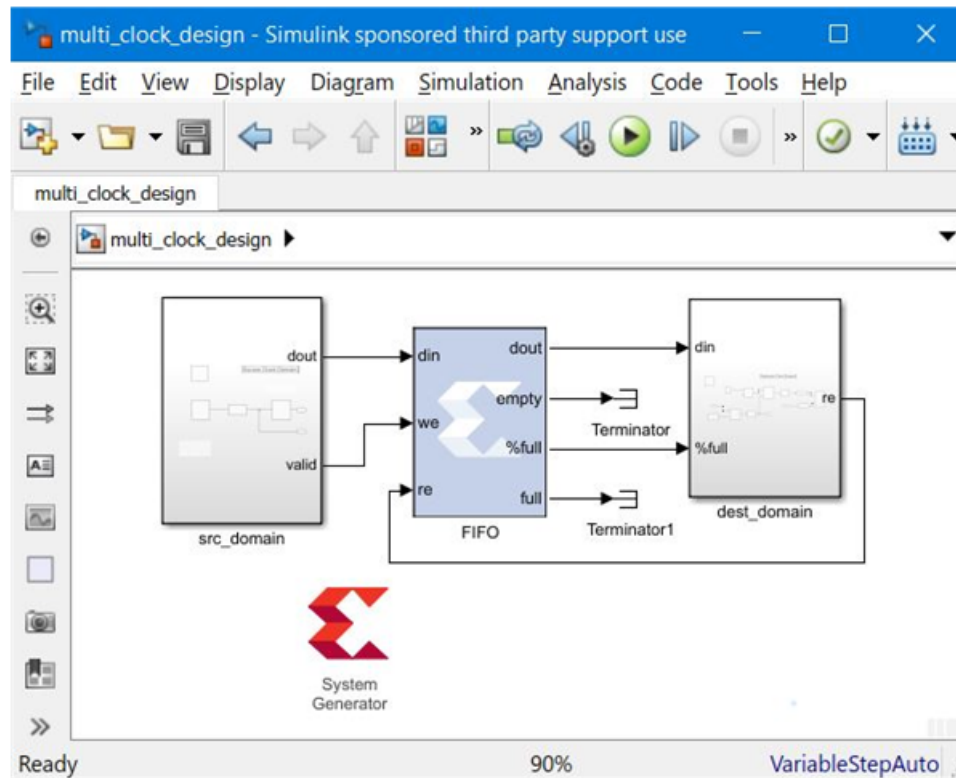 multi_clock_design - Simulink sponsored third party support use
File Edit View Display Diagram Simulation Analysis Code Tools Help
multi_clock_design
multi_clock_design
dout
valid
src_domain
din
we
re
dout
empty
%full
full
FIFO
Terminator
Terminator1
din
%full
re
dest_domain
System
Generator
Ready 90% VariableStepAuto